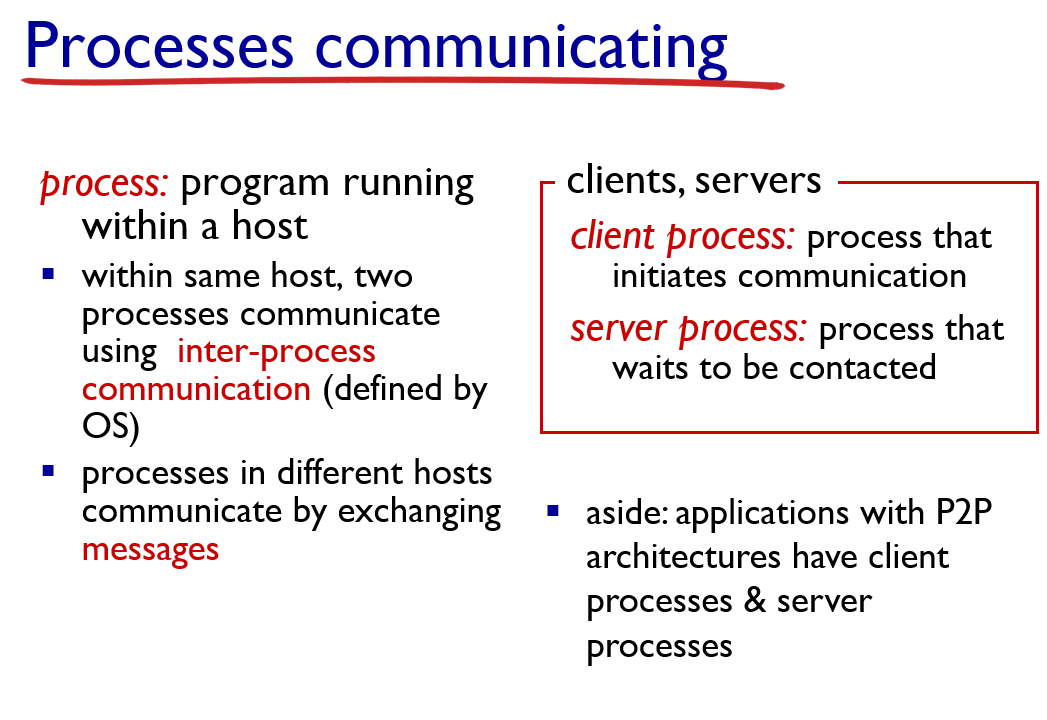 Processes communicating
process: program running
within a host
▪ within same host, two
processes communicate
using inter-process
communication (defined by
OS)
▪ processes in different hosts
communicate by exchanging
messages
clients, servers
client process: process that
initiates communication
server process: process that
waits to be contacted
▪ aside: applications with P2P
architectures have client
processes & server
processes